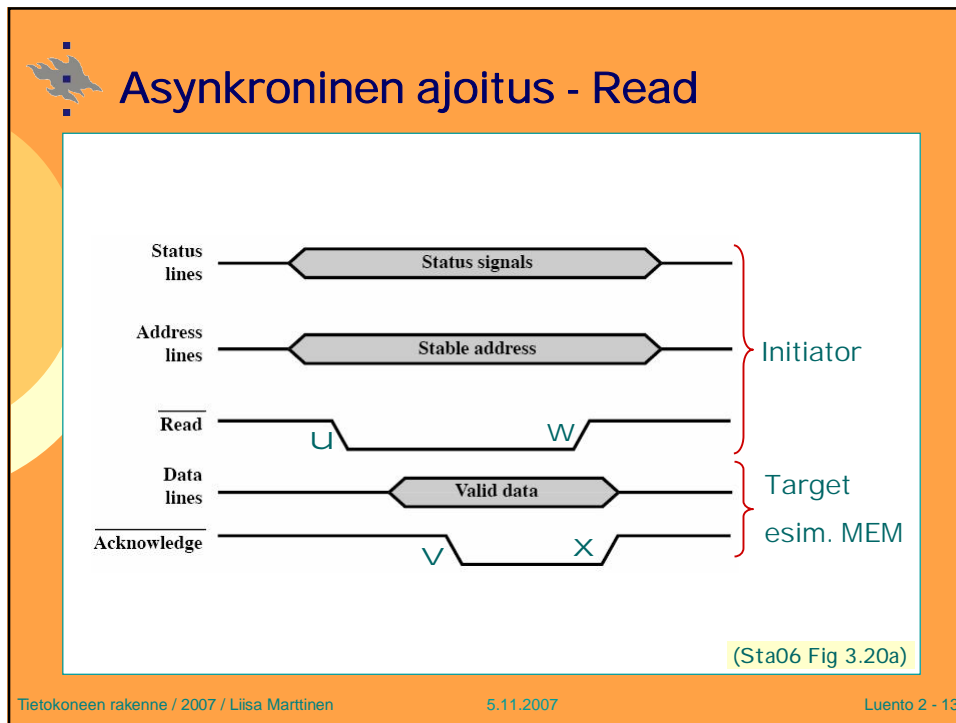 Asynkroninen ajoitus - Read
Status
lines
Status signals
Address
lines
Stable address
Initiator
Read
u
w
Data
lines
Valid data
Target
esim. MEM
Acknowledge
v
x
(Sta06 Fig 3.20a)
Tietokoneen rakenne / 2007 / Liisa Marttinen
5.11.2007
Luento 2 - 13